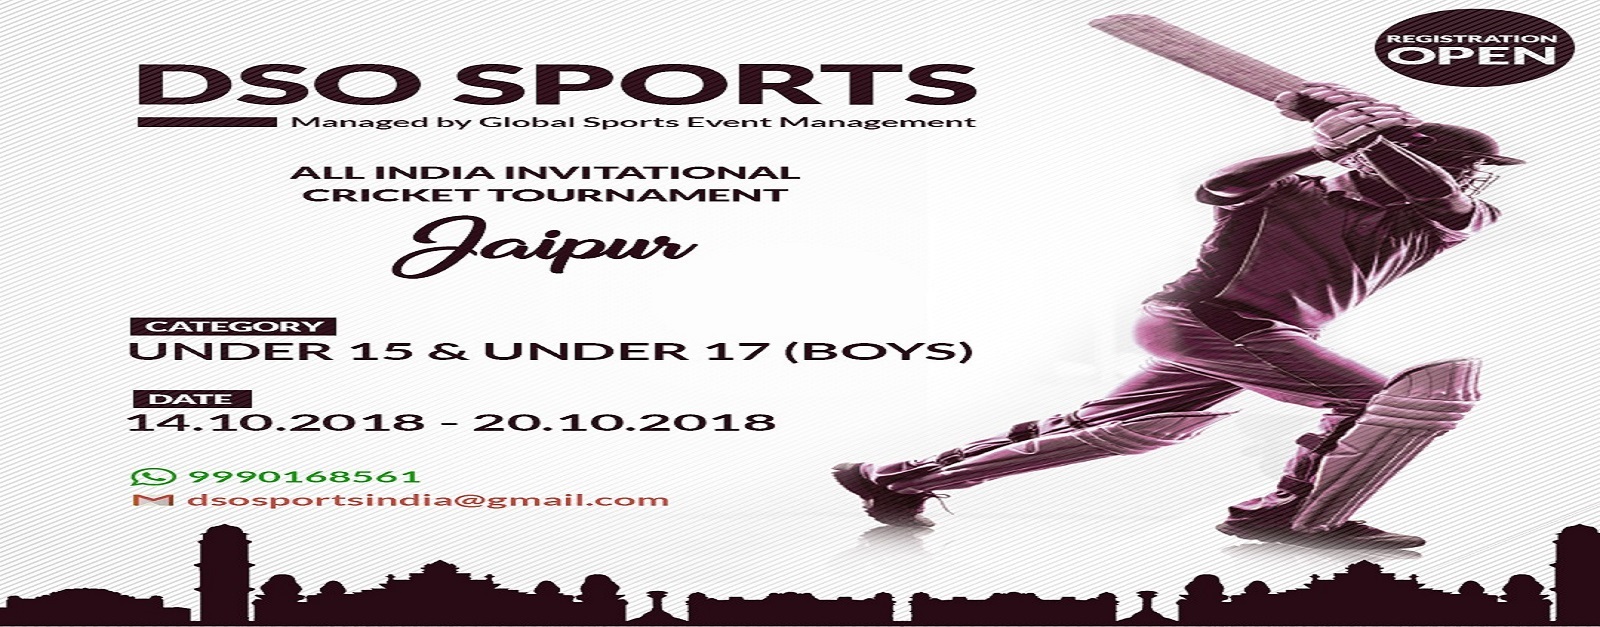 REGISTRATION
OPEN
DSO SPORTS
Managed by Global Sports Event Management
ALL INDIA INVITATIONAL
CRICKET TOURNAMENT
Jaipur
CATEGORY
UNDER 15 & UNDER 17 (BOYS)
DATE
14.10.2018 - 20.10.2018
9990168561
dsosportsindia@gmail.com